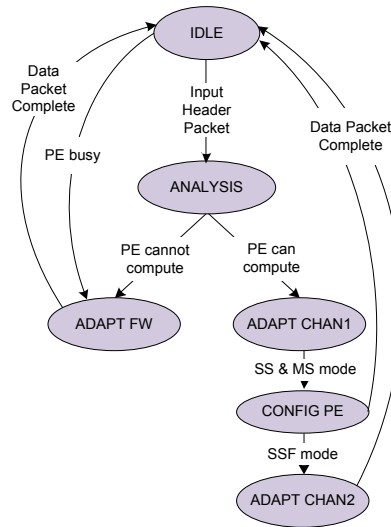 IDLE
Data
Packet
Complete
Input
Header
Packet
Data Packet
Complete
PE busy
ANALYSIS
PE cannot
compute
PE can
compute
ADAPT FW
ADAPT CHAN1
SS & MS mode
CONFIG PE
SSF mode
ADAPT CHAN2